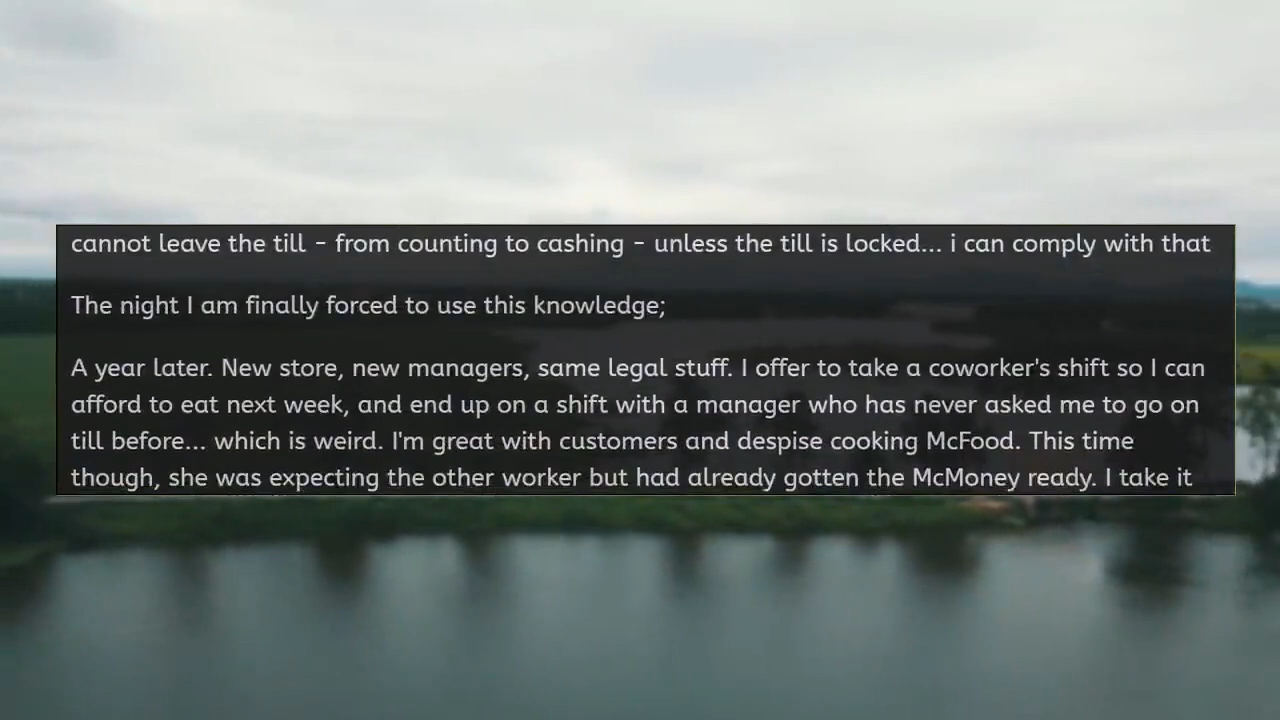 cannot leave the till - from counting to cashing - unless the till is locked... i can comply with that
The night I am finally forced to use this knowledge;
A year later. New store, new managers, same legal stuff. I offer to take a coworker's shift so I can
afford to eat next week, and end up on a shift with a manager who has never asked me to go on
till before... which is weird. I'm great with customers and despise cooking McFood. This time
though, she was expecting the other worker but had already gotten the McMoney ready. I take it